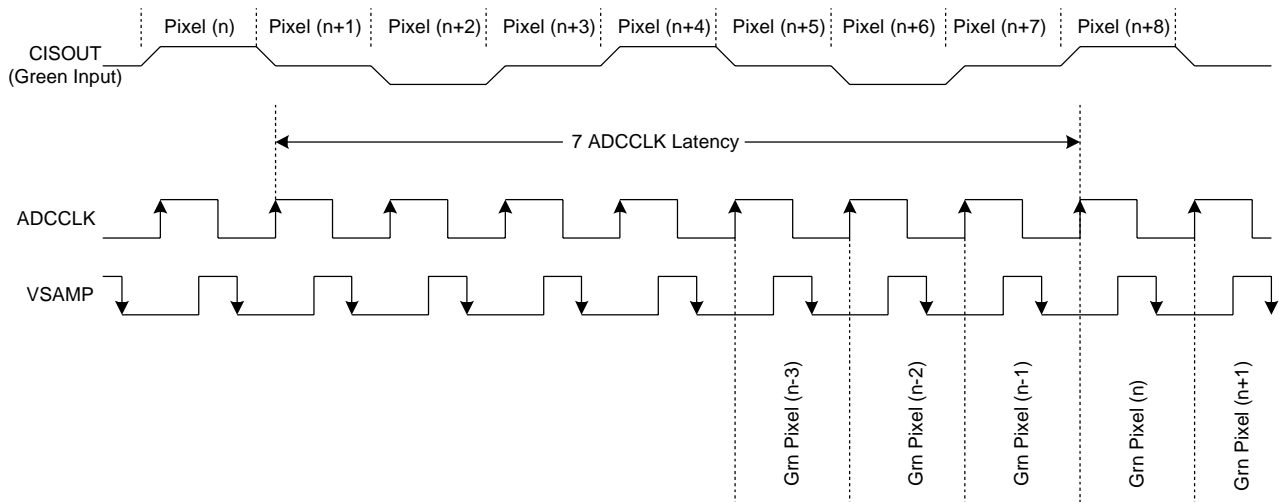 Pixel (n) Pixel (n+1) Pixel (n+2) Pixel (n+3) Pixel (n+4) Pixel (n+5) Pixel (n+6) Pixel (n+7) Pixel (n+8)
CISOUT
(Green Input)
7 ADCCLK Latency
ADCCLK
VSAMP
Grn Pixel (n-3)
Grn Pixel (n-2)
Grn Pixel (n-1)
Grn Pixel (n)
Grn Pixel (n+1)